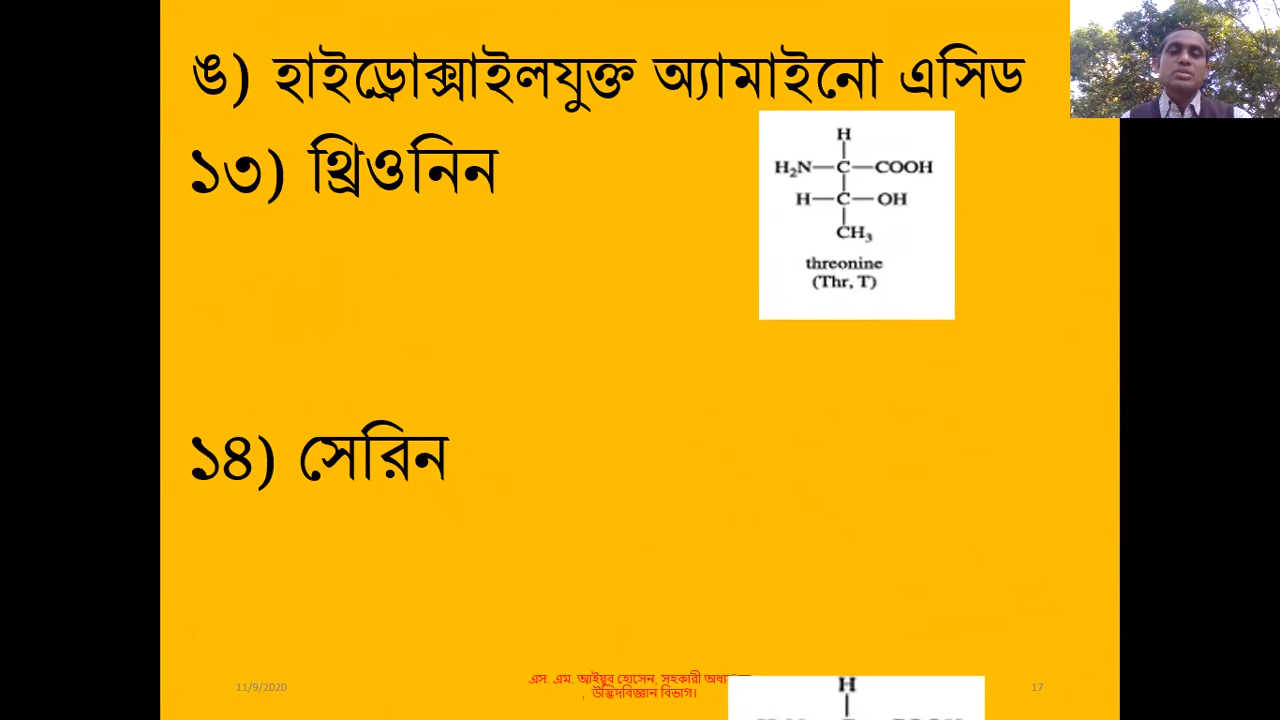 ঙ) হাইড্রোক্সাইলযুক্ত অ্যামাইনো এসিড
১৩) থ্রিওনিন
H
H₂N—C—COOH
H—C—OH
CH₃
threonine
(Thr, T)
১৪) সেরিন
11/9/2020
এস. এম. আইয়ুব হোসেন, সহকারী
, উদ্ভিদবিজ্ঞান বিভাগ।
17
H